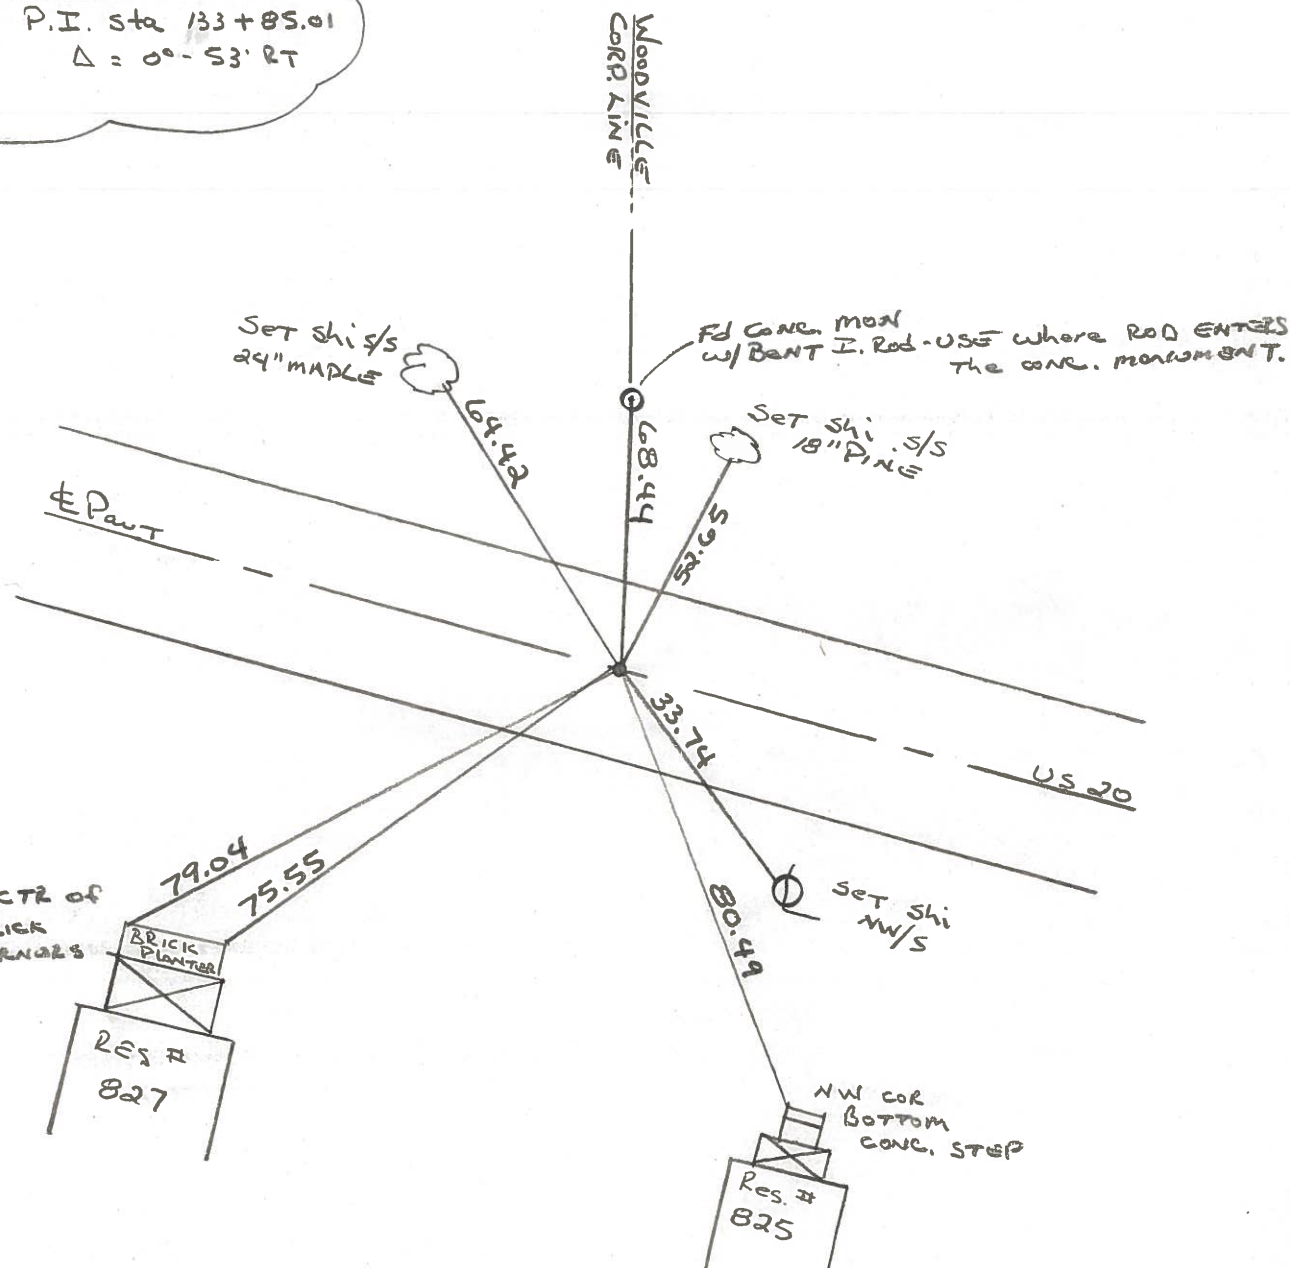 P.I. sta 133+85.01
Δ = 0°- 53' RT
WOODVILLE
CORP. LINE
Set shi s/s
24" MAPLE
Fd Conc. mon
w/ Bent I. Rod - USE where ROD ENTERS
The conc. monument.
Set shi s/s
18" PINE
64.42
68.44
52.65
℄ Pavt
33.74
US 20
79.04
75.55
80.49
Set shi
NW/S
CTR of
ICK
RNERS
BRICK
PLANTER
RES #
827
NW COR
BOTTOM
CONC. STEP
Res. #
825